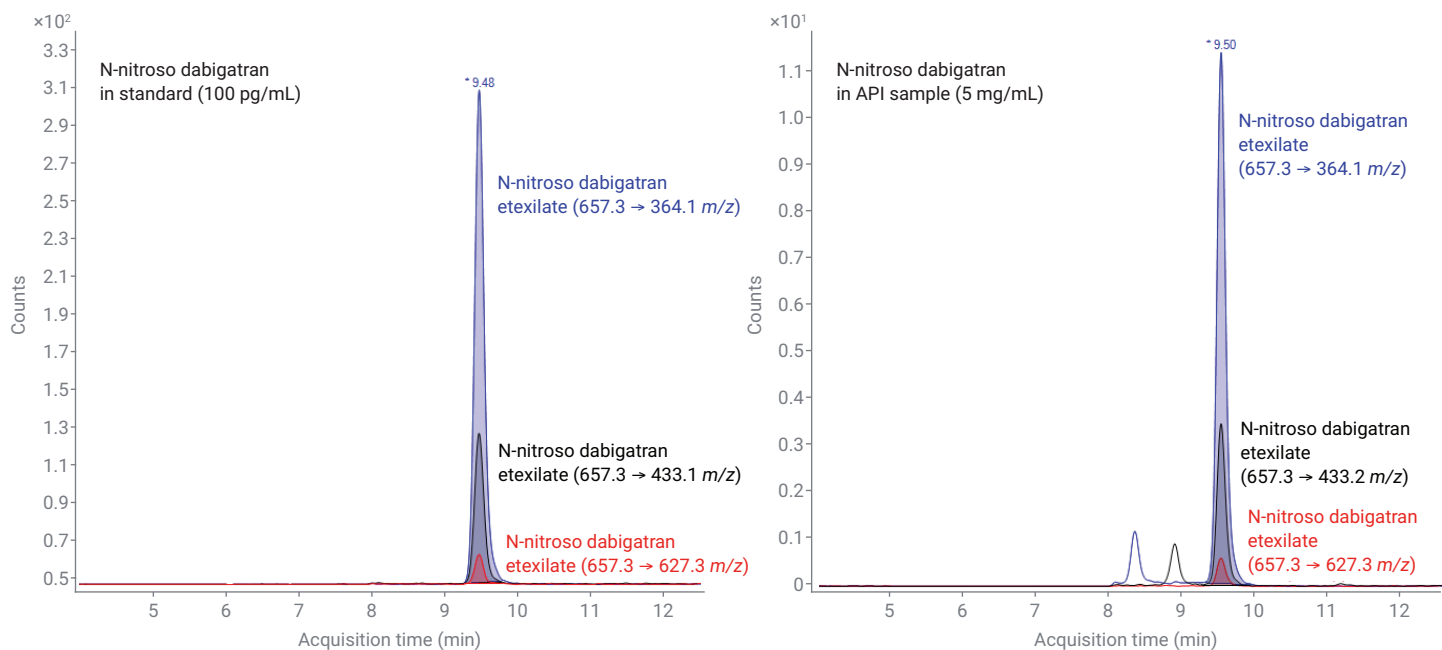 ×10²
3.3
3.1
2.9
2.7
2.5
2.3
2.1
1.9
1.7
1.5
1.3
1.1
0.9
0.7
0.5
Counts
N-nitroso dabigatran
in standard (100 pg/mL)
* 9.48
N-nitroso dabigatran
etexilate (657.3 → 364.1 m/z)
N-nitroso dabigatran
etexilate (657.3 → 433.1 m/z)
N-nitroso dabigatran
etexilate (657.3 → 627.3 m/z)
5 6 7 8 9 10 11 12
Acquisition time (min)
×10¹
1.1
1.0
0.9
0.8
0.7
0.6
0.5
0.4
0.3
0.2
0.1
0
Counts
N-nitroso dabigatran
in API sample (5 mg/mL)
* 9.50
N-nitroso dabigatran
etexilate
(657.3 → 364.1 m/z)
N-nitroso dabigatran
etexilate
(657.3 → 433.2 m/z)
N-nitroso dabigatran
etexilate
(657.3 → 627.3 m/z)
5 6 7 8 9 10 11 12
Acquisition time (min)